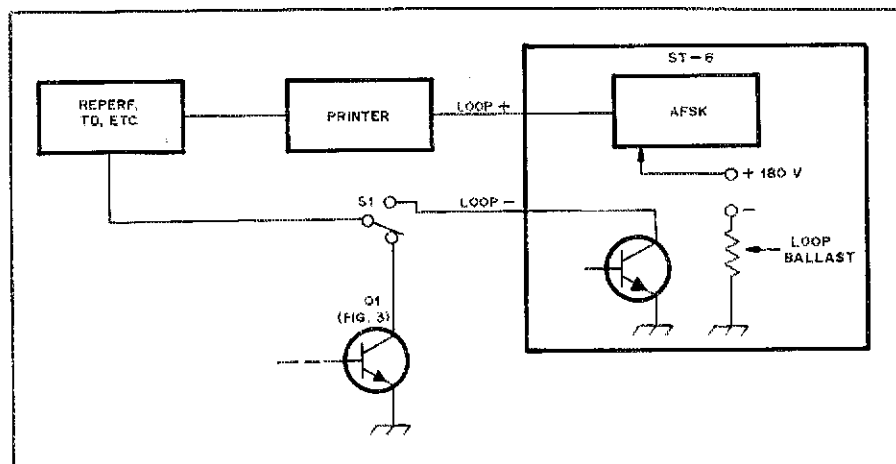 ST-6
REPERF,
TD, ETC
PRINTER
LOOP +
AFSK
+ 180 V
S1
LOOP -
-
LOOP
BALLAST
Q1
(FIG. 3)